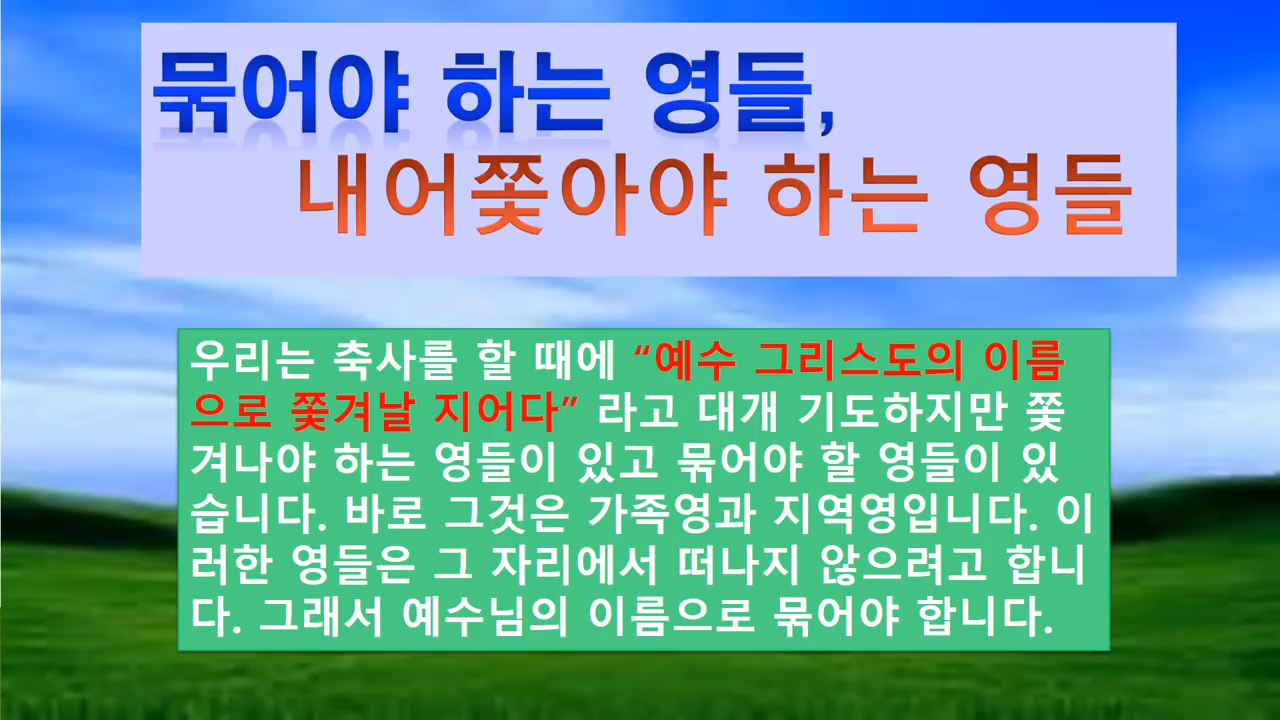 묶어야 하는 영들,
내어쫓아야 하는 영들
우리는 축사를 할 때에 “예수 그리스도의 이름
으로 쫓겨날 지어다” 라고 대개 기도하지만 쫓
겨나야 하는 영들이 있고 묶어야 할 영들이 있
습니다. 바로 그것은 가족영과 지역영입니다. 이
러한 영들은 그 자리에서 떠나지 않으려고 합니
다. 그래서 예수님의 이름으로 묶어야 합니다.